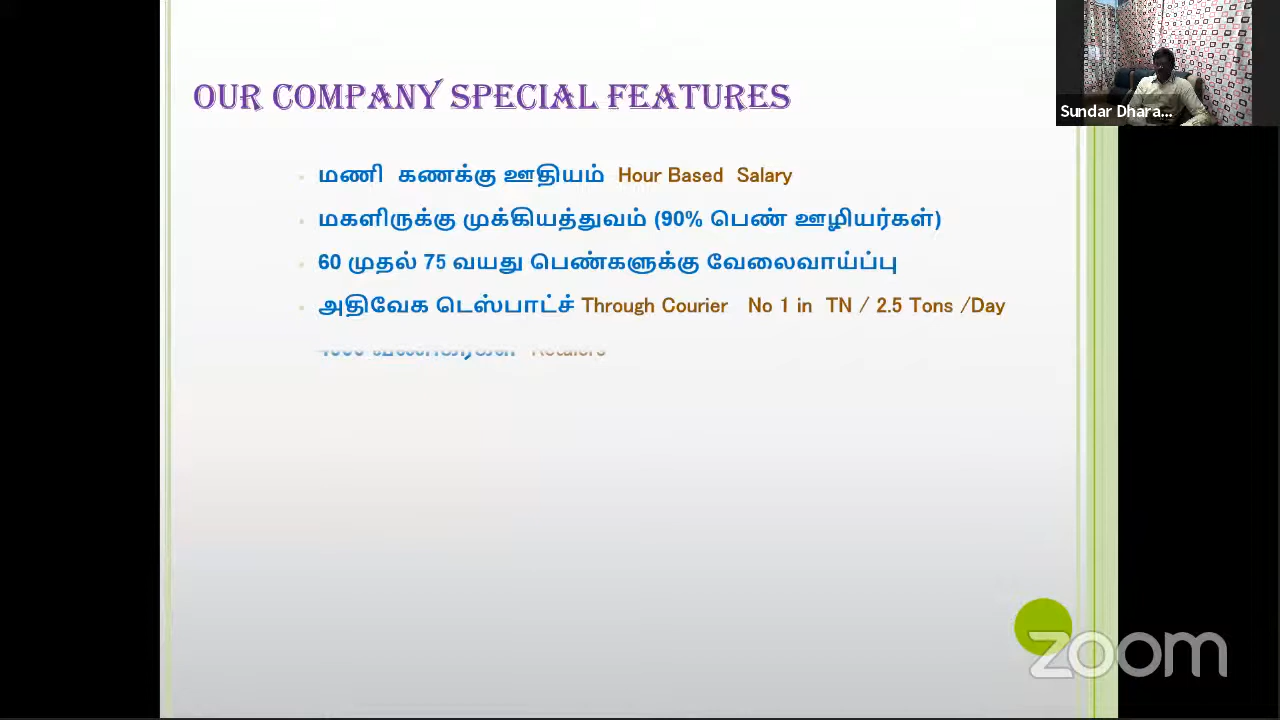 OUR COMPANY SPECIAL FEATURES
மணி கணக்கு ஊதியம் Hour Based Salary
மகளிருக்கு முக்கியத்துவம் (90% பெண் ஊழியர்கள்)
60 முதல் 75 வயது பெண்களுக்கு வேலைவாய்ப்பு
அதிவேக டெஸ்பாட்ச் Through Courier No 1 in TN / 2.5 Tons /Day
Retailers
Sundar Dhara...
zoom